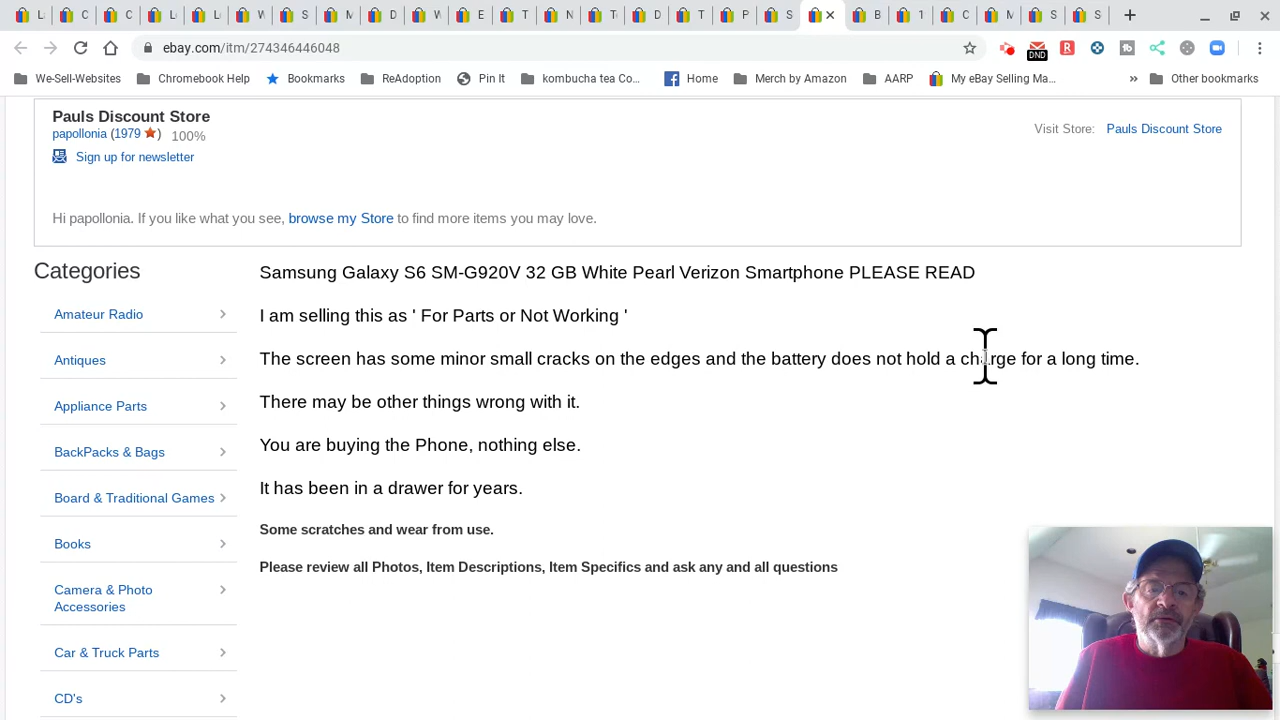 L
C
C
L
L
W
S
M
D
W
E
T
N
T
D
T
P
S
B
1
C
M
S
S
ebay.com/itm/274346446048
DND
R
tb
We-Sell-Websites
Chromebook Help
Bookmarks
ReAdoption
Pin It
kombucha tea Co...
Home
Merch by Amazon
AARP
My eBay Selling Ma...
»
Other bookmarks
Pauls Discount Store
papollonia (1979 ) 100%
Visit Store: Pauls Discount Store
Sign up for newsletter
Hi papollonia. If you like what you see, browse my Store to find more items you may love.
Categories
Amateur Radio
Antiques
Appliance Parts
BackPacks & Bags
Board & Traditional Games
Books
Camera & Photo
Accessories
Car & Truck Parts
CD's
Samsung Galaxy S6 SM-G920V 32 GB White Pearl Verizon Smartphone PLEASE READ
I am selling this as ' For Parts or Not Working '
The screen has some minor small cracks on the edges and the battery does not hold a charge for a long time.
There may be other things wrong with it.
You are buying the Phone, nothing else.
It has been in a drawer for years.
Some scratches and wear from use.
Please review all Photos, Item Descriptions, Item Specifics and ask any and all questions